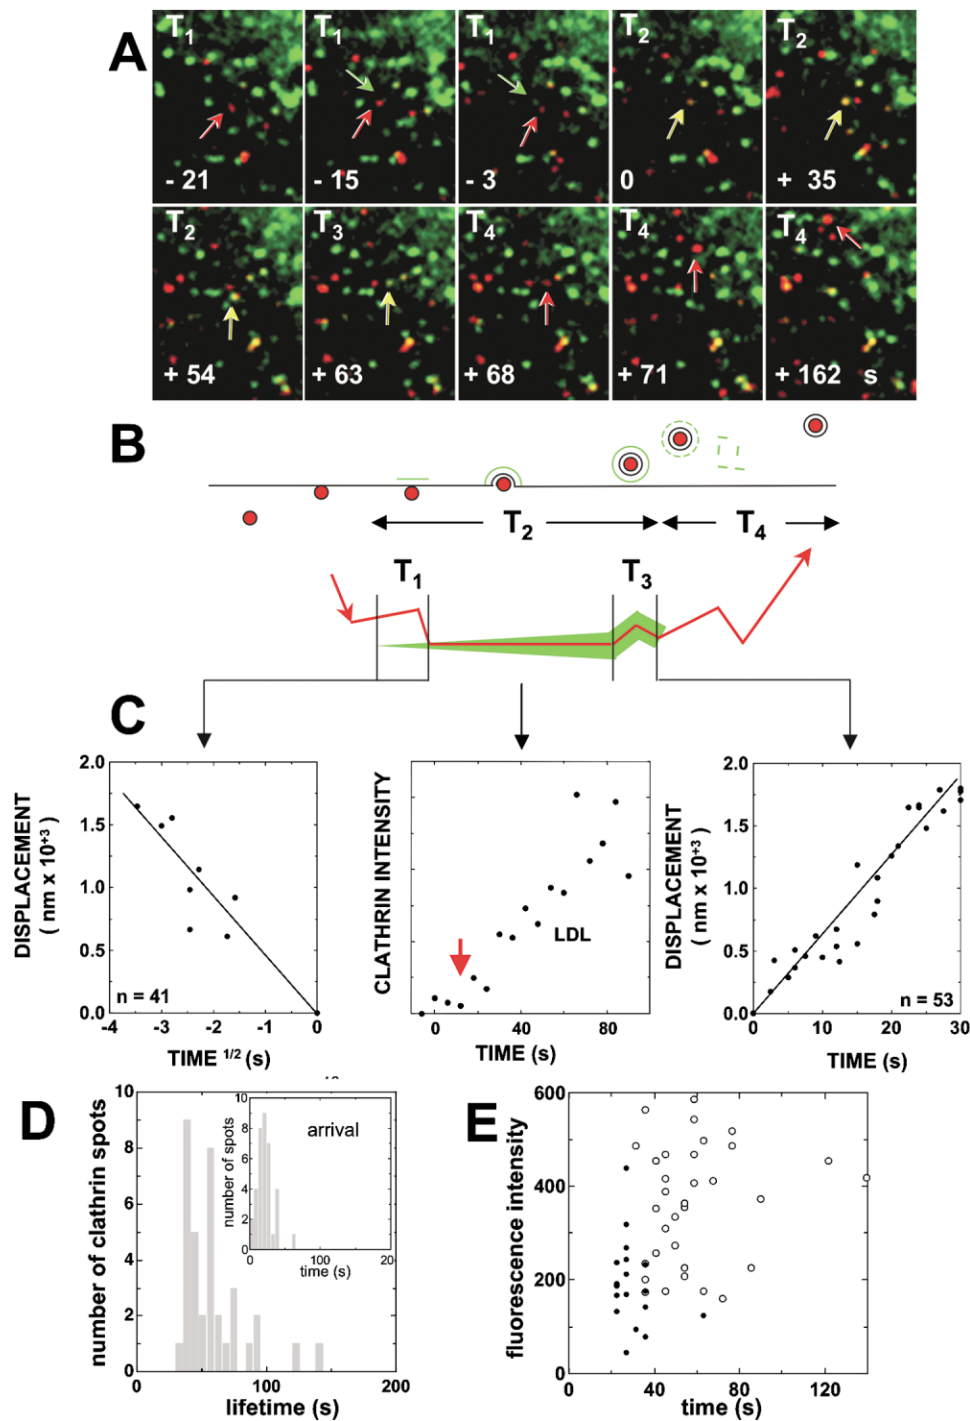 A
T1 T1 T1 T2 T2
- 21 - 15 - 3 0 + 35
T2 T3 T4 T4 T4
+ 54 + 63 + 68 + 71 + 162 s
B
T2 T4
T1 T3
C
DISPLACEMENT
( nm x 10+3)
2.0
1.5
1.0
0.5
0.0
n = 41
-4 -3 -2 -1 0
TIME 1/2 (s)
CLATHRIN INTENSITY
LDL
0 40 80
TIME (s)
DISPLACEMENT
( nm x 10+3)
2.0
1.5
1.0
0.5
0.0
n = 53
0 10 20 30
TIME (s)
D
number of clathrin spots
10
8
6
4
2
0
0 100 200
lifetime (s)
number of spots
10
8
6
4
2
0
arrival
0 100 20
time (s)
E
fluorescence intensity
600
400
200
0
0 40 80 120
time (s)